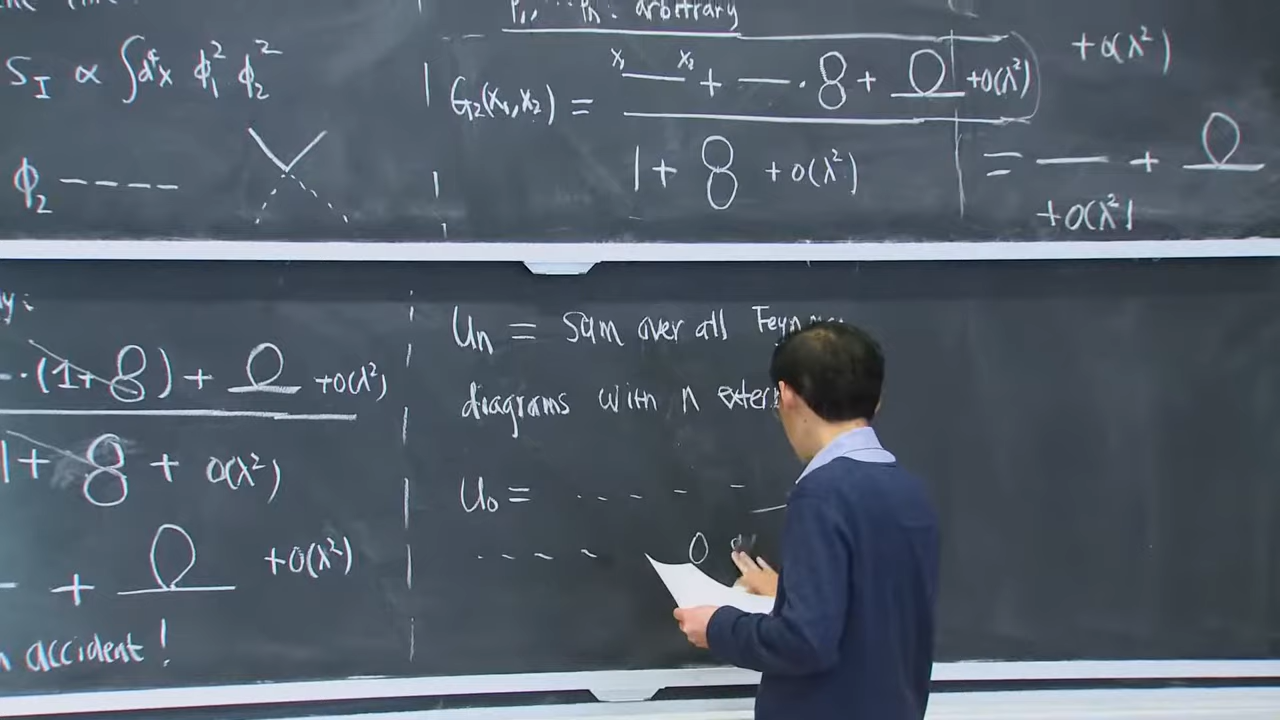 S_I ∝ ∫d⁴x ϕ₁² ϕ₂²
ϕ₂ - - - -
P₁, ... Pₙ: arbitrary
x₁ x₂
G₂(x₁,x₂) =
+ · 8 + + O(λ²)
1 + 8 + O(λ²)
+ O(λ²)
= +
+ O(λ²)
· (1 + 8) + + O(λ²)
1 + 8 + O(λ²)
+ + O(λ²)
accident!
Uₙ = Sum over all
diagrams with n
U₀ = - - - -
- - - - 0